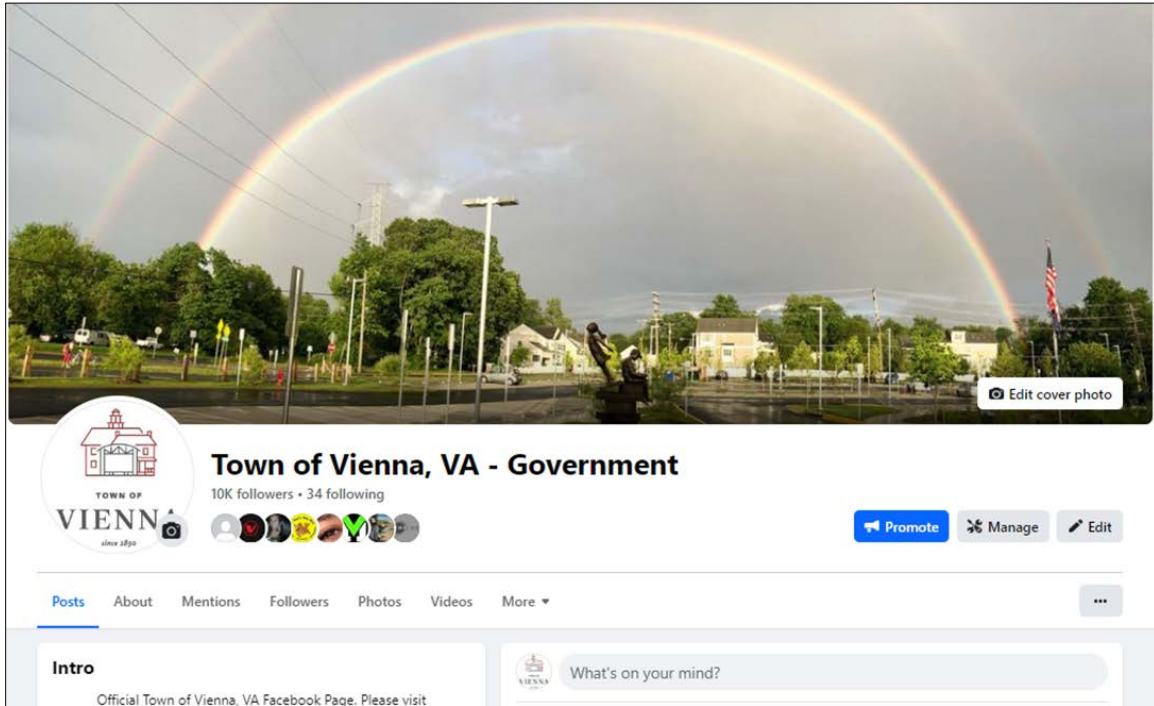 Edit cover photo
TOWN OF
VIENNA
since 1890
Town of Vienna, VA - Government
10K followers • 34 following
Promote
Manage
Edit
Posts
About
Mentions
Followers
Photos
Videos
More
Intro
Official Town of Vienna, VA Facebook Page. Please visit
What's on your mind?